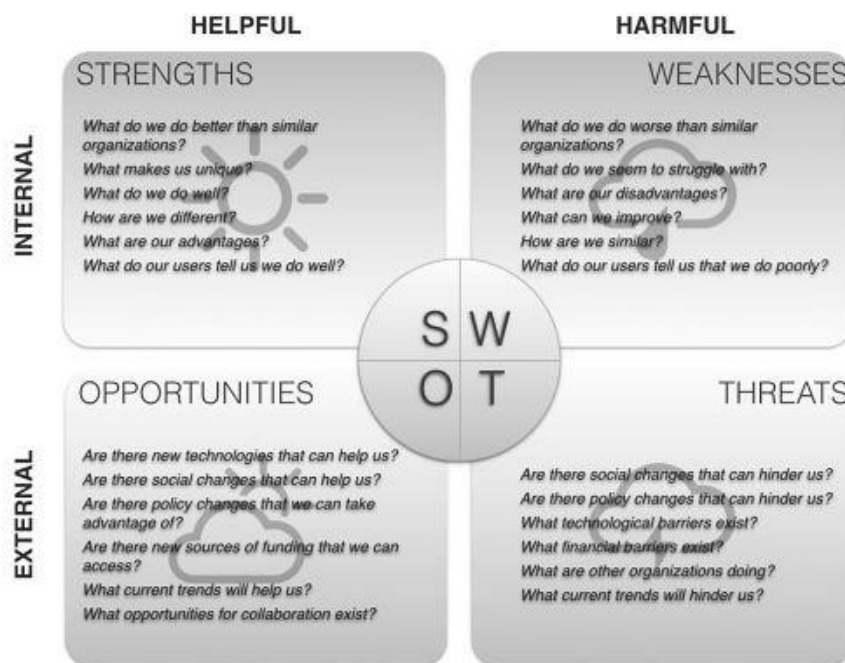 HELPFUL
HARMFUL
INTERNAL
STRENGTHS
What do we do better than similar
organizations?
What makes us unique?
What do we do well?
How are we different?
What are our advantages?
What do our users tell us we do well?
WEAKNESSES
What do we do worse than similar
organizations?
What do we seem to struggle with?
What are our disadvantages?
What can we improve?
How are we similar?
What do our users tell us that we do poorly?
S W
O T
EXTERNAL
OPPORTUNITIES
Are there new technologies that can help us?
Are there social changes that can help us?
Are there policy changes that we can take
advantage of?
Are there new sources of funding that we can
access?
What current trends will help us?
What opportunities for collaboration exist?
THREATS
Are there social changes that can hinder us?
Are there policy changes that can hinder us?
What technological barriers exist?
What financial barriers exist?
What are other organizations doing?
What current trends will hinder us?